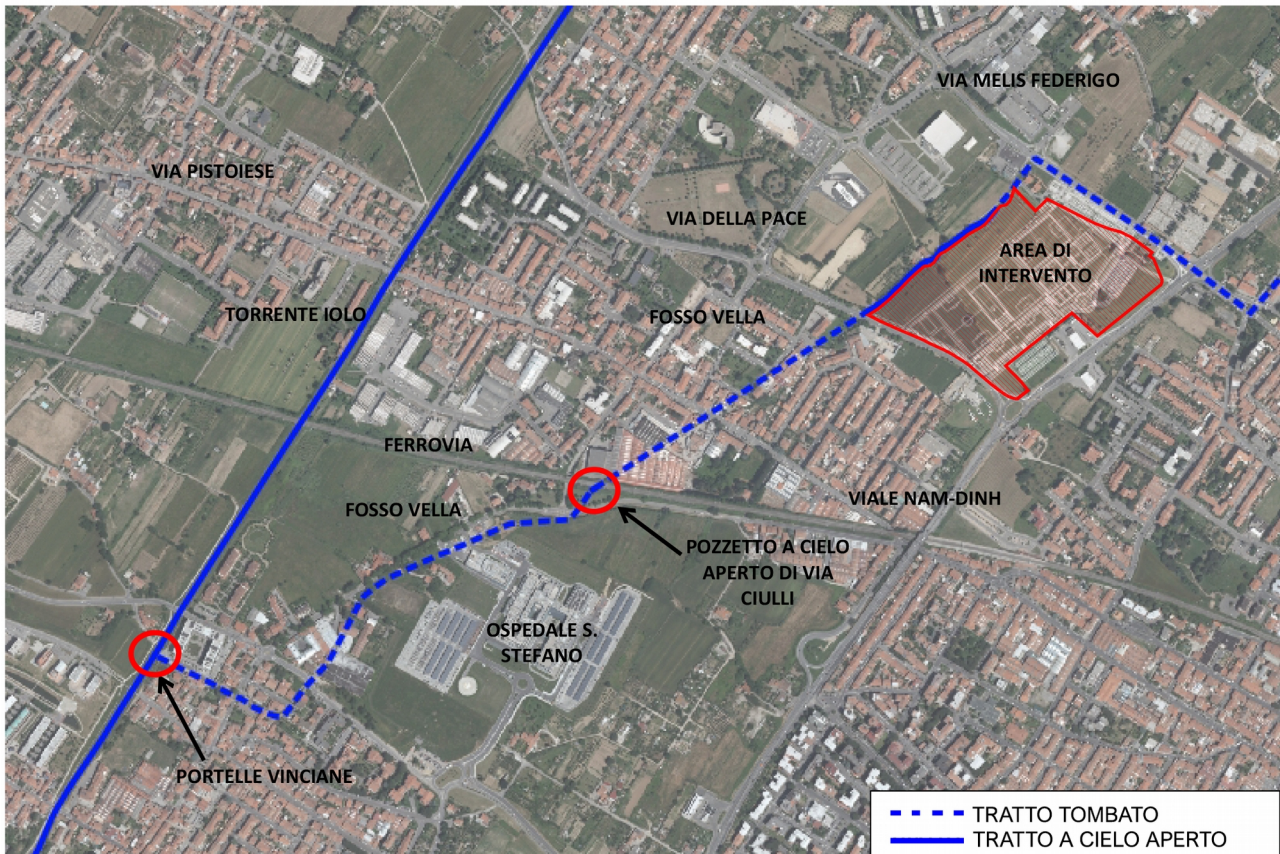 VIA MELIS FEDERIGO
VIA PISTOIESE
VIA DELLA PACE
AREA DI
INTERVENTO
TORRENTE IOLO
FOSSO VELLA
FERROVIA
FOSSO VELLA
VIALE NAM-DINH
POZZETTO A CIELO
APERTO DI VIA
CIULLI
OSPEDALE S.
STEFANO
PORTELLE VINCIANE
TRATTO TOMBATO
TRATTO A CIELO APERTO